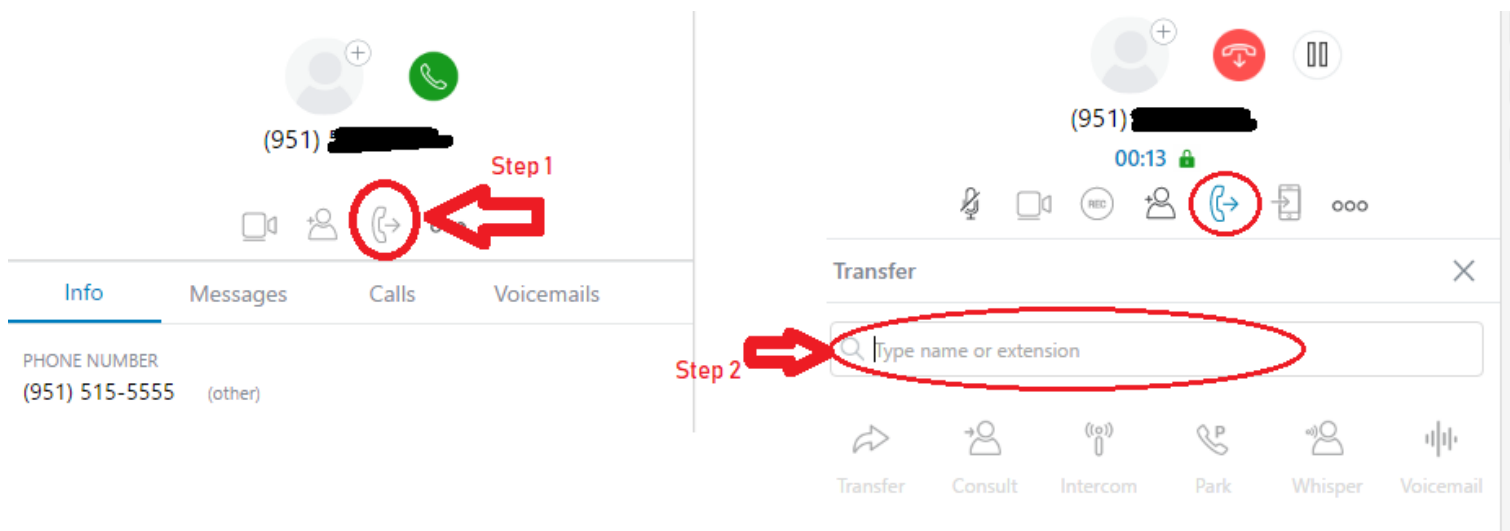 (951)
Step 1
Info Messages Calls Voicemails
PHONE NUMBER
(951) 515-5555 (other)
(951)
00:13
REC
Transfer
Step 2
Type name or extension
P
Transfer Consult Intercom Park Whisper Voicemail